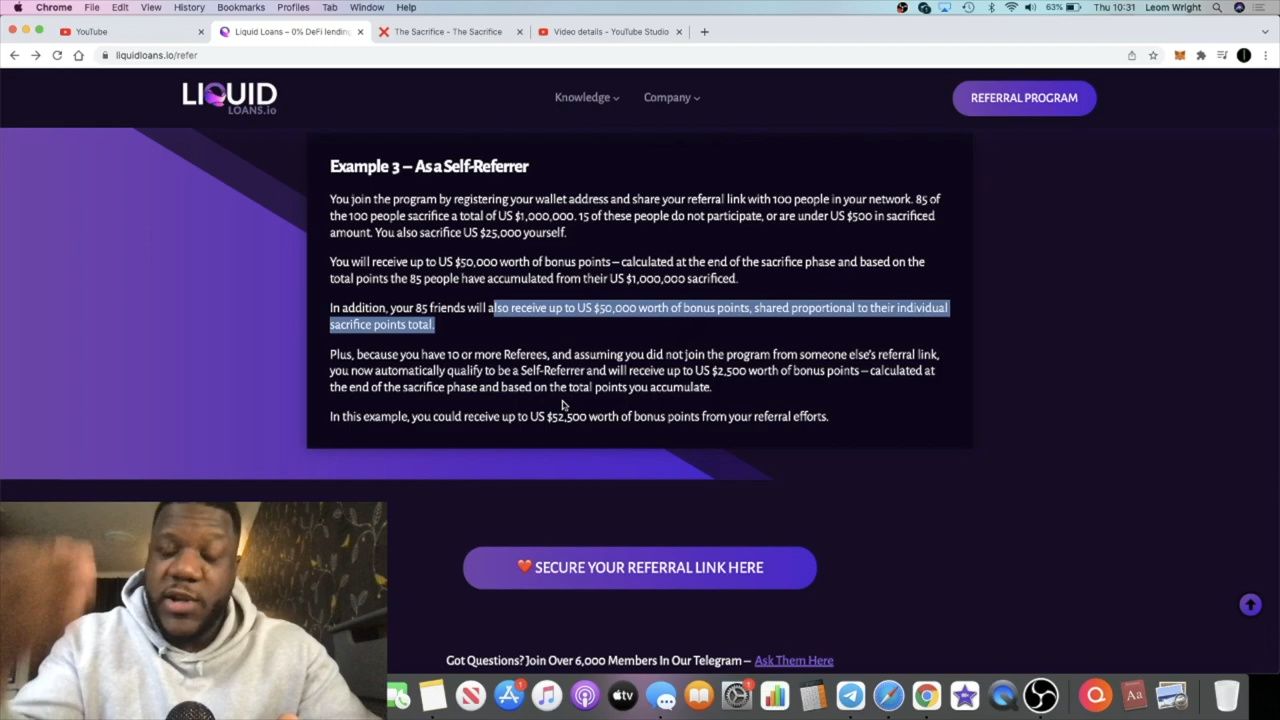 Chrome File Edit View History Bookmarks Profiles Tab Window Help
63% Thu 10:31 Leom Wright
YouTube
Liquid Loans – 0% DeFi lending
The Sacrifice - The Sacrifice
Video details - YouTube Studio
liquidloans.io/refer
LIQUID
LOANS.io
Knowledge
Company
REFERRAL PROGRAM
Example 3 – As a Self-Referrer
You join the program by registering your wallet address and share your referral link with 100 people in your network. 85 of
the 100 people sacrifice a total of US $1,000,000. 15 of these people do not participate, or are under US $500 in sacrificed
amount. You also sacrifice US $25,000 yourself.
You will receive up to US $50,000 worth of bonus points – calculated at the end of the sacrifice phase and based on the
total points the 85 people have accumulated from their US $1,000,000 sacrificed.
In addition, your 85 friends will also receive up to US $50,000 worth of bonus points, shared proportional to their individual
sacrifice points total.
Plus, because you have 10 or more Referees, and assuming you did not join the program from someone else's referral link,
you now automatically qualify to be a Self-Referrer and will receive up to US $2,500 worth of bonus points – calculated at
the end of the sacrifice phase and based on the total points you accumulate.
In this example, you could receive up to US $52,500 worth of bonus points from your referral efforts.
❤️ SECURE YOUR REFERRAL LINK HERE
Got Questions? Join Over 6,000 Members In Our Telegram – Ask Them Here
1
tv
1
Aa